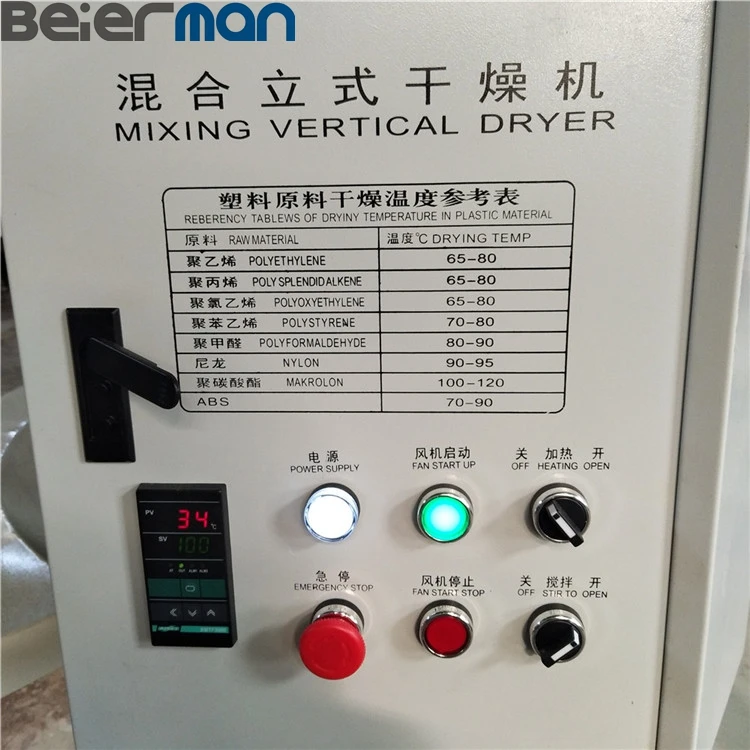 Beierman
混合立式干燥机
MIXING VERTICAL DRYER
塑料原料干燥温度参考表
REBERENCY TABLEWS OF DRYINY TEMPERATURE IN PLASTIC MATERIAL
原料 RAWMATERIAL 温度℃ DRYING TEMP
聚乙烯 POLYETHYLENE 65-80
聚丙烯 POLYSPLENDIDALKENE 65-80
聚氯乙烯 POLYOXYETHYLENE 65-80
聚苯乙烯 POLYSTYRENE 70-80
聚甲醛 POLYFORMALDEHYDE 80-90
尼龙 NYLON 90-95
聚碳酸酯 MAKROLON 100-120
ABS 70-90
电源 风机启动 关 加热 开
POWER SUPPLY FAN START UP OFF HEATING OPEN
PV 34 ℃
SV 100
急停 风机停止 关 搅拌 开
EMERGENCY STOP FAN START STOP OFF STIR TO OPEN